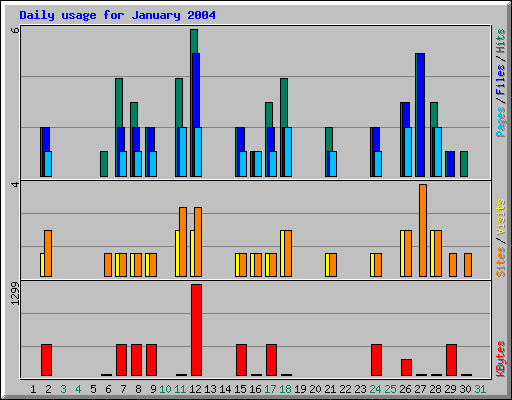 Daily usage for January 2004
6
4
1299
Pages / Files / Hits
Sites / Visits
KBytes
1 2 3 4 5 6 7 8 9 10 11 12 13 14 15 16 17 18 19 20 21 22 23 24 25 26 27 28 29 30 31